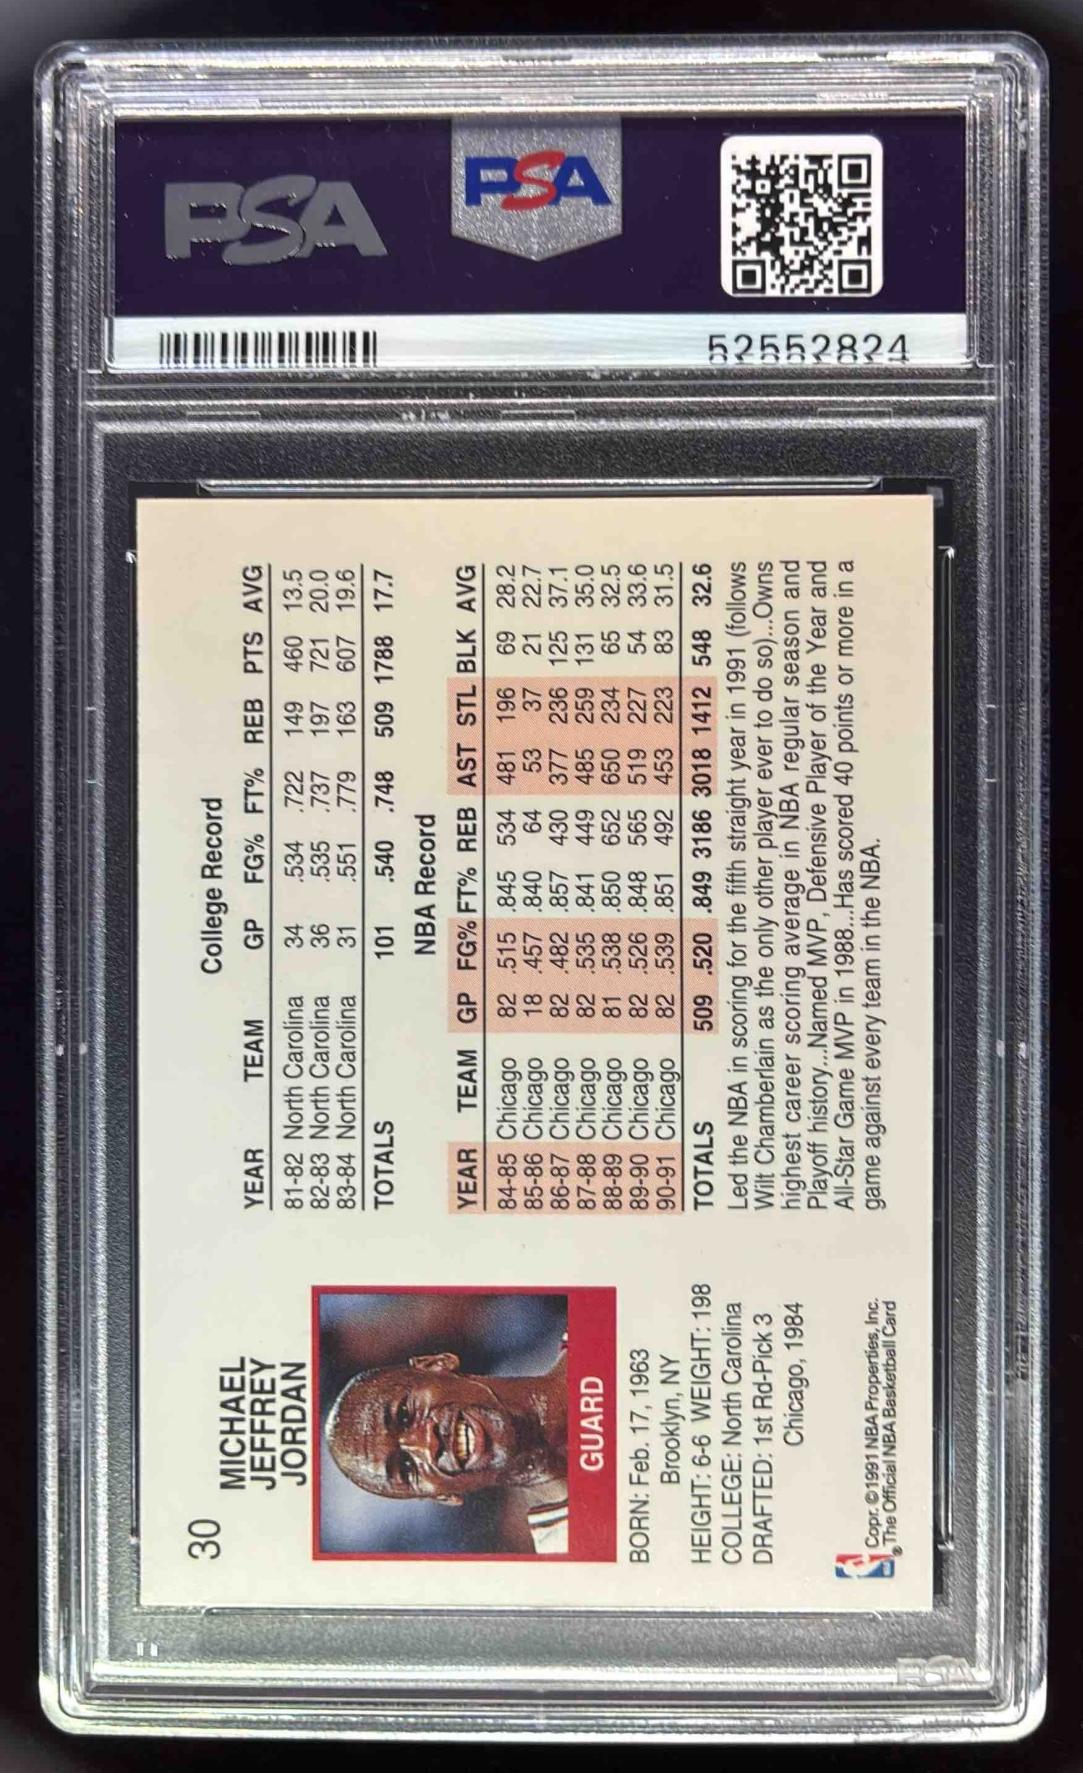 PSA
PSA
52552824
30
MICHAEL
JEFFREY
JORDAN
GUARD
BORN: Feb. 17, 1963
Brooklyn, NY
HEIGHT: 6-6 WEIGHT: 198
COLLEGE: North Carolina
DRAFTED: 1st Rd-Pick 3
Chicago, 1984
Copr. ©1991 NBA Properties, Inc.
® The Official NBA Basketball Card
College Record
YEAR TEAM GP FG% FT% REB PTS AVG
81-82 North Carolina 34 .534 .722 149 460 13.5
82-83 North Carolina 36 .535 .737 197 721 20.0
83-84 North Carolina 31 .551 .779 163 607 19.6
TOTALS 101 .540 .748 509 1788 17.7
NBA Record
YEAR TEAM GP FG% FT% REB AST STL BLK AVG
84-85 Chicago 82 .515 .845 534 481 196 69 28.2
85-86 Chicago 18 .457 .840 64 53 37 21 22.7
86-87 Chicago 82 .482 .857 430 377 236 125 37.1
87-88 Chicago 82 .535 .841 449 485 259 131 35.0
88-89 Chicago 81 .538 .850 652 650 234 65 32.5
89-90 Chicago 82 .526 .848 565 519 227 54 33.6
90-91 Chicago 82 .539 .851 492 453 223 83 31.5
TOTALS 509 .520 .849 3186 3018 1412 548 32.6
Led the NBA in scoring for the fifth straight year in 1991 (follows
Wilt Chamberlain as the only other player ever to do so)...Owns
highest career scoring average in NBA regular season and
Playoff history...Named MVP, Defensive Player of the Year and
All-Star Game MVP in 1988...Has scored 40 points or more in a
game against every team in the NBA.
PSA